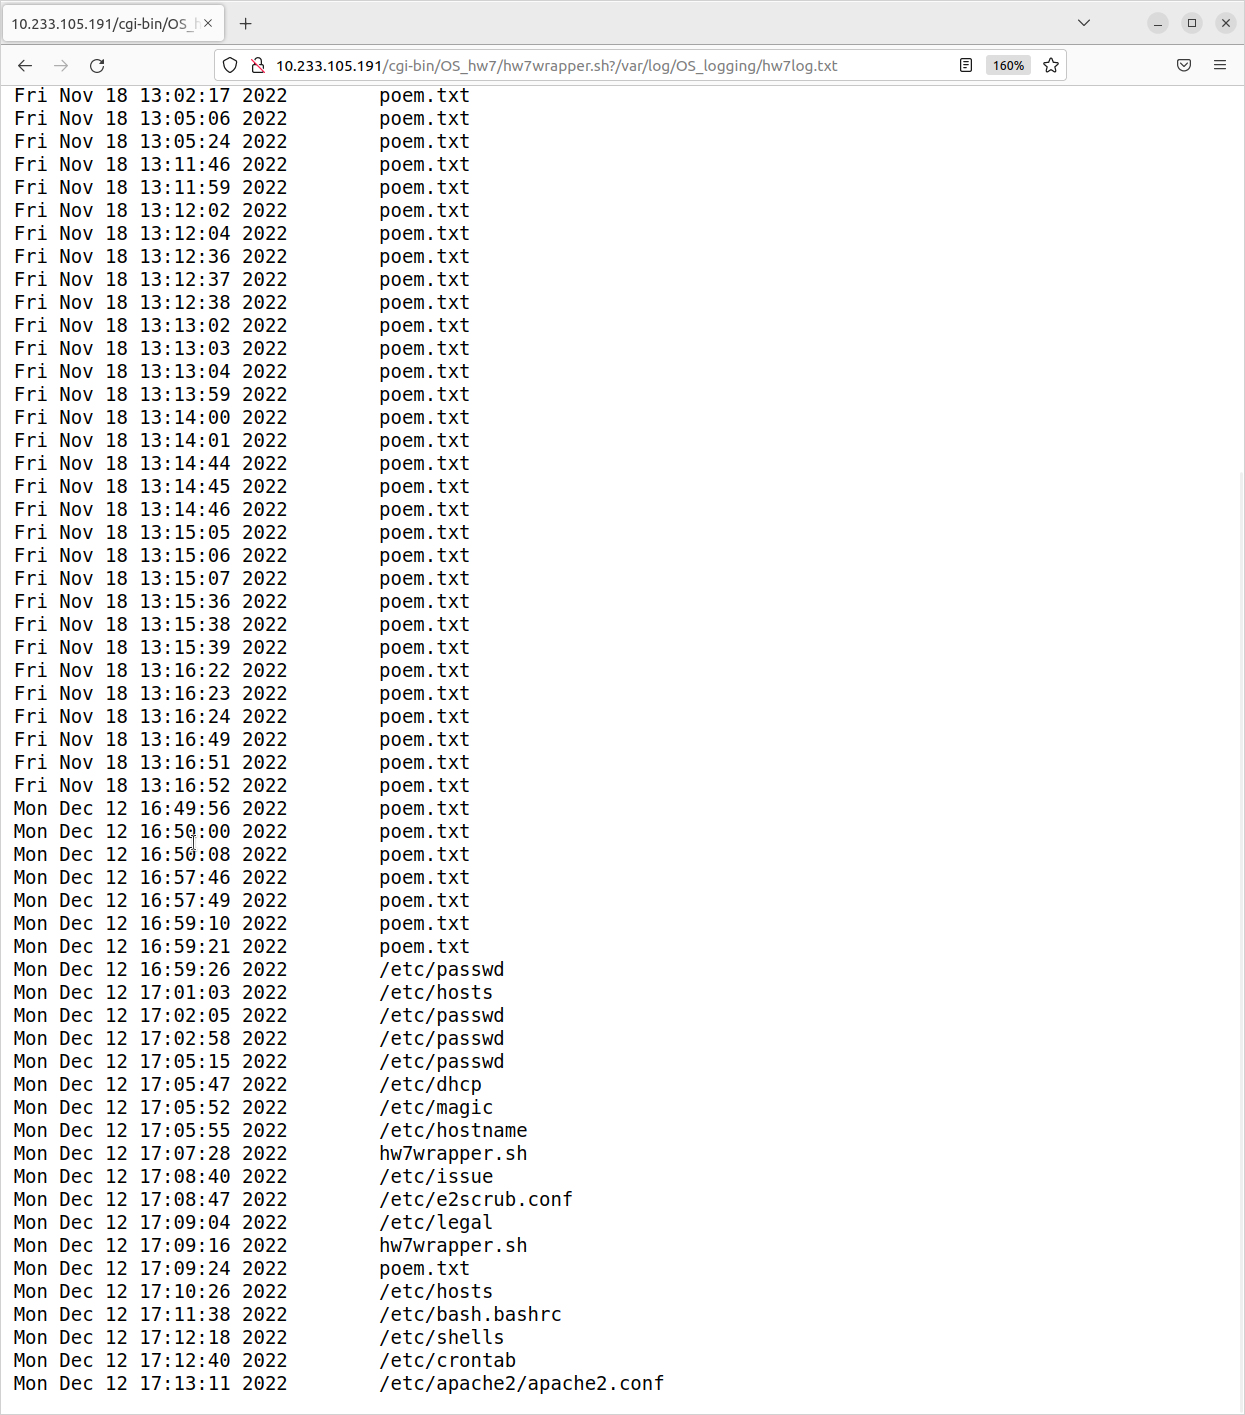 10.233.105.191/cgi-bin/OS_h
10.233.105.191/cgi-bin/OS_hw7/hw7wrapper.sh?/var/log/OS_logging/hw7log.txt 160%
Fri Nov 18 13:02:17 2022 poem.txt
Fri Nov 18 13:05:06 2022 poem.txt
Fri Nov 18 13:05:24 2022 poem.txt
Fri Nov 18 13:11:46 2022 poem.txt
Fri Nov 18 13:11:59 2022 poem.txt
Fri Nov 18 13:12:02 2022 poem.txt
Fri Nov 18 13:12:04 2022 poem.txt
Fri Nov 18 13:12:36 2022 poem.txt
Fri Nov 18 13:12:37 2022 poem.txt
Fri Nov 18 13:12:38 2022 poem.txt
Fri Nov 18 13:13:02 2022 poem.txt
Fri Nov 18 13:13:03 2022 poem.txt
Fri Nov 18 13:13:04 2022 poem.txt
Fri Nov 18 13:13:59 2022 poem.txt
Fri Nov 18 13:14:00 2022 poem.txt
Fri Nov 18 13:14:01 2022 poem.txt
Fri Nov 18 13:14:44 2022 poem.txt
Fri Nov 18 13:14:45 2022 poem.txt
Fri Nov 18 13:14:46 2022 poem.txt
Fri Nov 18 13:15:05 2022 poem.txt
Fri Nov 18 13:15:06 2022 poem.txt
Fri Nov 18 13:15:07 2022 poem.txt
Fri Nov 18 13:15:36 2022 poem.txt
Fri Nov 18 13:15:38 2022 poem.txt
Fri Nov 18 13:15:39 2022 poem.txt
Fri Nov 18 13:16:22 2022 poem.txt
Fri Nov 18 13:16:23 2022 poem.txt
Fri Nov 18 13:16:24 2022 poem.txt
Fri Nov 18 13:16:49 2022 poem.txt
Fri Nov 18 13:16:51 2022 poem.txt
Fri Nov 18 13:16:52 2022 poem.txt
Mon Dec 12 16:49:56 2022 poem.txt
Mon Dec 12 16:50:00 2022 poem.txt
Mon Dec 12 16:50:08 2022 poem.txt
Mon Dec 12 16:57:46 2022 poem.txt
Mon Dec 12 16:57:49 2022 poem.txt
Mon Dec 12 16:59:10 2022 poem.txt
Mon Dec 12 16:59:21 2022 poem.txt
Mon Dec 12 16:59:26 2022 /etc/passwd
Mon Dec 12 17:01:03 2022 /etc/hosts
Mon Dec 12 17:02:05 2022 /etc/passwd
Mon Dec 12 17:02:58 2022 /etc/passwd
Mon Dec 12 17:05:15 2022 /etc/passwd
Mon Dec 12 17:05:47 2022 /etc/dhcp
Mon Dec 12 17:05:52 2022 /etc/magic
Mon Dec 12 17:05:55 2022 /etc/hostname
Mon Dec 12 17:07:28 2022 hw7wrapper.sh
Mon Dec 12 17:08:40 2022 /etc/issue
Mon Dec 12 17:08:47 2022 /etc/e2scrub.conf
Mon Dec 12 17:09:04 2022 /etc/legal
Mon Dec 12 17:09:16 2022 hw7wrapper.sh
Mon Dec 12 17:09:24 2022 poem.txt
Mon Dec 12 17:10:26 2022 /etc/hosts
Mon Dec 12 17:11:38 2022 /etc/bash.bashrc
Mon Dec 12 17:12:18 2022 /etc/shells
Mon Dec 12 17:12:40 2022 /etc/crontab
Mon Dec 12 17:13:11 2022 /etc/apache2/apache2.conf